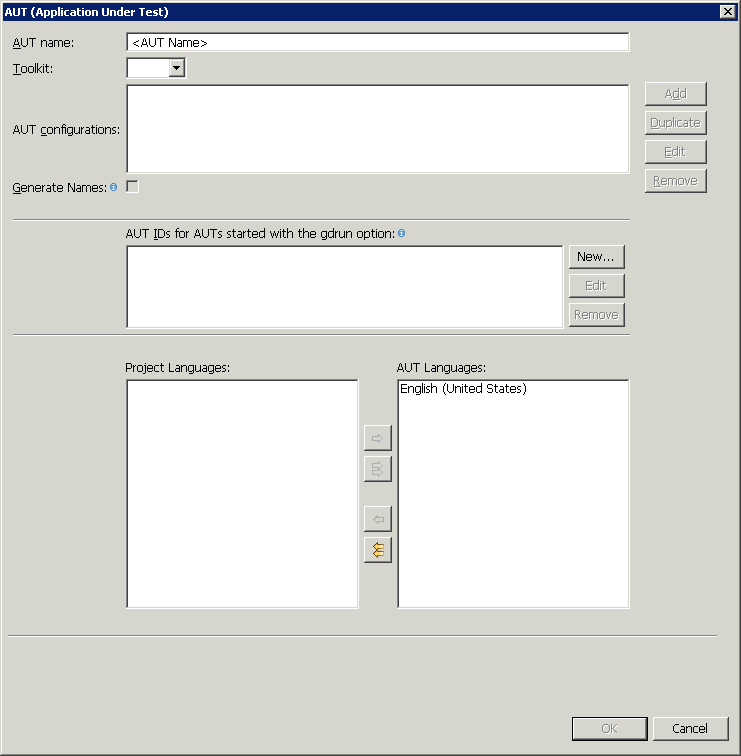 AUT (Application Under Test)
AUT name: <AUT Name>
Toolkit:
AUT configurations:
Add
Duplicate
Edit
Remove
Generate Names:
AUT IDs for AUTs started with the gdrun option:
New...
Edit
Remove
Project Languages:
AUT Languages:
English (United States)
OK
Cancel